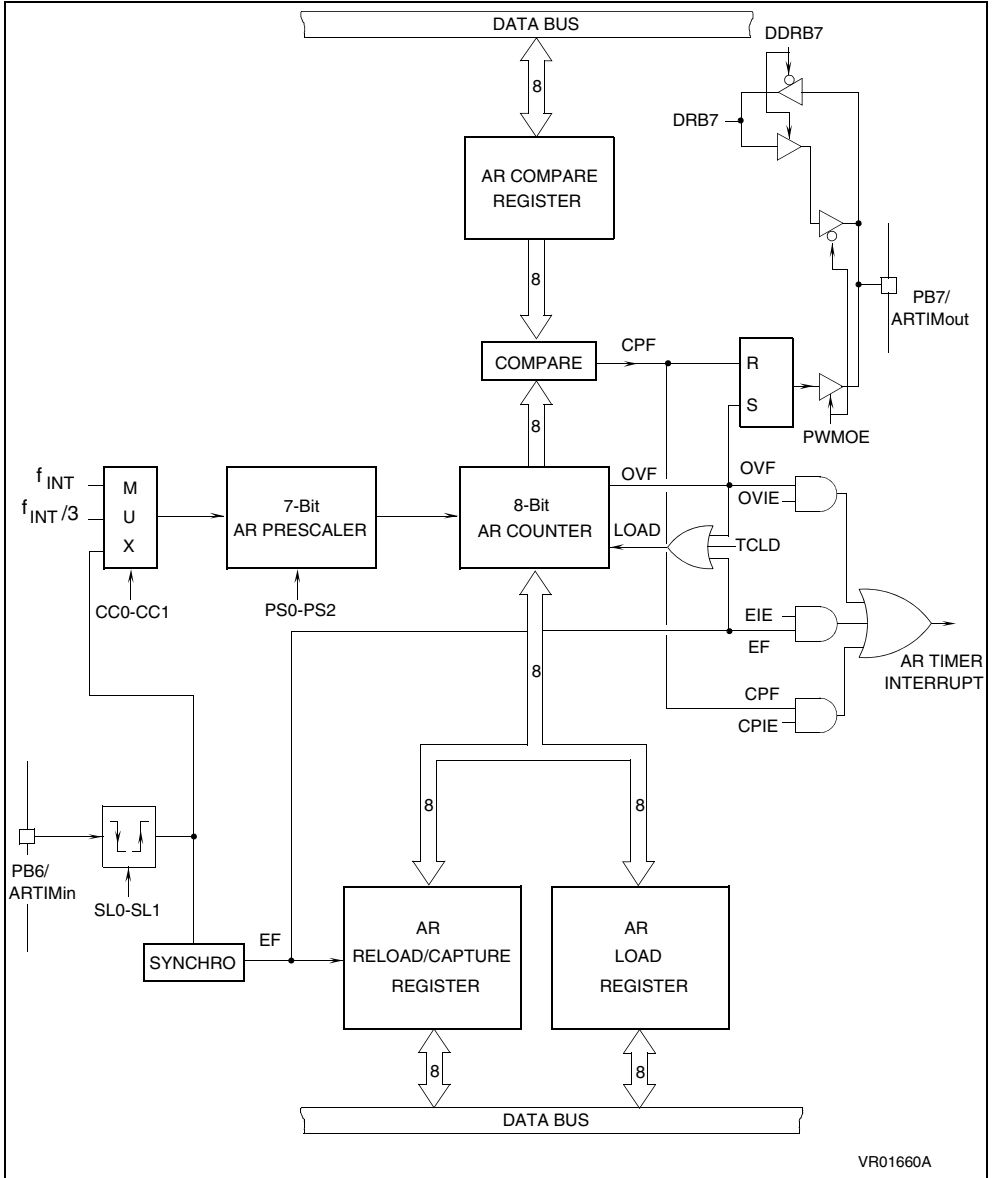 DATA BUS
DDRB7
8
DRB7
AR COMPARE
REGISTER
8
PB7/
ARTIMout
COMPARE
CPF
R
S
8
PWMOE
f INT
f INT /3
M
U
X
7-Bit
AR PRESCALER
8-Bit
AR COUNTER
OVF
OVF
OVIE
LOAD
TCLD
CC0-CC1
PS0-PS2
EIE
EF
AR TIMER
INTERRUPT
8
CPF
CPIE
8
8
PB6/
ARTIMin
SL0-SL1
SYNCHRO
EF
AR
RELOAD/CAPTURE
REGISTER
AR
LOAD
REGISTER
8
8
DATA BUS
VR01660A